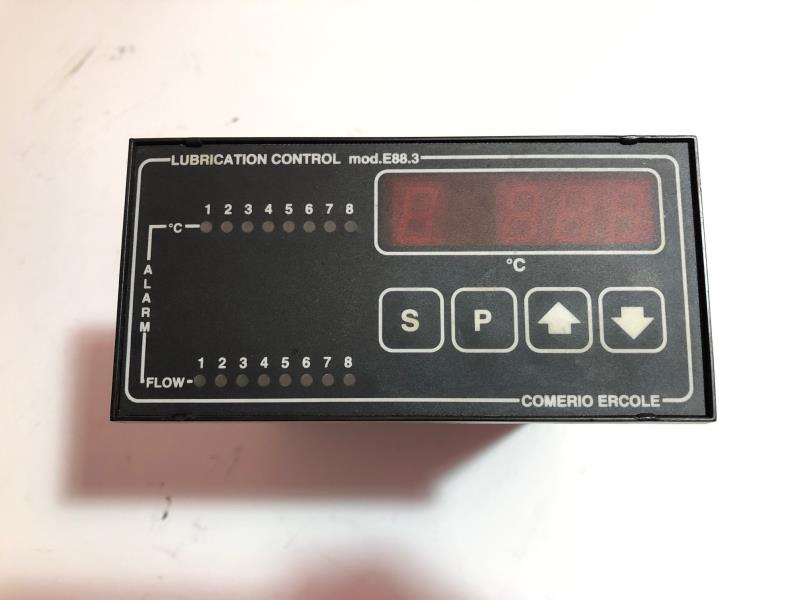 LUBRICATION CONTROL mod.E88.3
1 2 3 4 5 6 7 8
°C
°C
ALARM
S P
1 2 3 4 5 6 7 8
FLOW
COMERIO ERCOLE